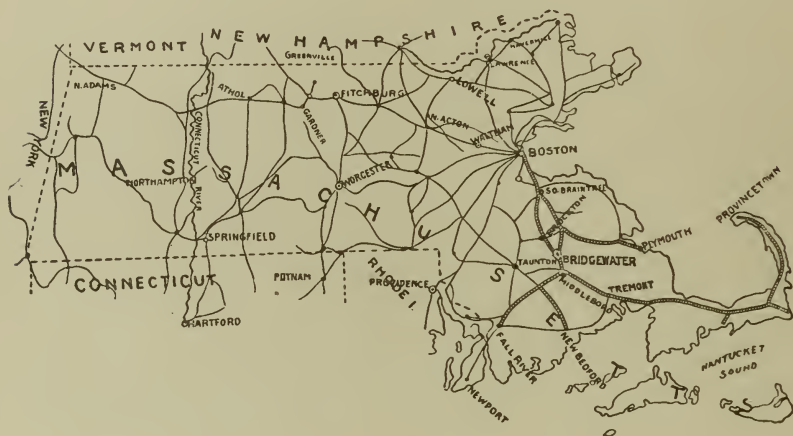 VERMONT
NEW HAMPSHIRE
GREENVILLE
HAVERHILL
LAWRENCE
LOWELL
N. ADAMS
ATHOL
FITCHBURG
GARDNER
N. ACTON
WALTHAM
BOSTON
NEW YORK
CONNECTICUT RIVER
MASSACHUSETTS
NORTHAMPTON
WORCESTER
SO. BRAINTREE
BROCKTON
PLYMOUTH
PROVINCETOWN
SPRINGFIELD
TAUNTON
BRIDGEWATER
MIDDLEBORO
TREMONT
CONNECTICUT
PUTNAM
RHODE I.
PROVIDENCE
HARTFORD
FALL RIVER
NEW BEDFORD
NEWPORT
NANTUCKET
SOUND